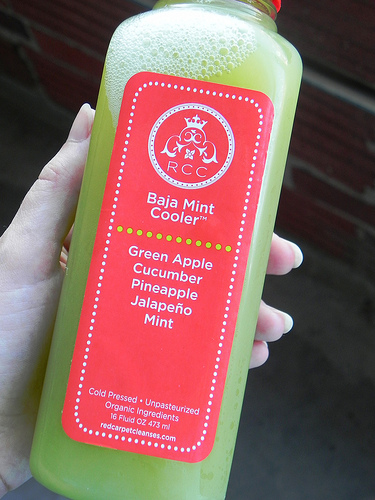 RCC
Baja Mint
Cooler™
Green Apple
Cucumber
Pineapple
Jalapeño
Mint
Cold Pressed • Unpasteurized
Organic Ingredients
16 Fluid OZ 473 ml
redcarpetcleanses.com